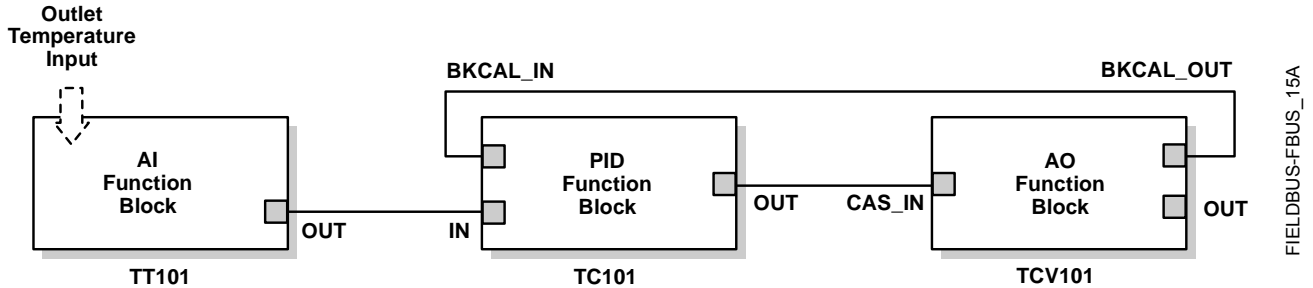 Outlet
Temperature
Input
BKCAL_IN
BKCAL_OUT
AI
Function
Block
OUT
IN
PID
Function
Block
OUT
CAS_IN
AO
Function
Block
OUT
TT101
TC101
TCV101
FIELDBUS-FBUS_15A